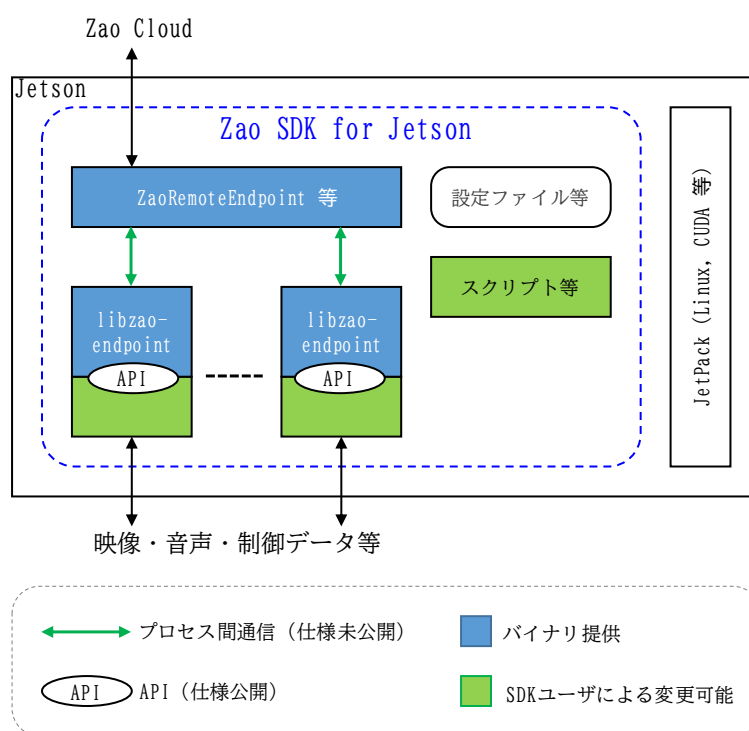 Zao Cloud
Jetson
Zao SDK for Jetson
ZaoRemoteEndpoint 等
設定ファイル等
スクリプト等
JetPack (Linux, CUDA 等)
libzao-
endpoint
API
libzao-
endpoint
API
映像・音声・制御データ等
プロセス間通信（仕様未公開）
バイナリ提供
API
API（仕様公開）
SDKユーザによる変更可能